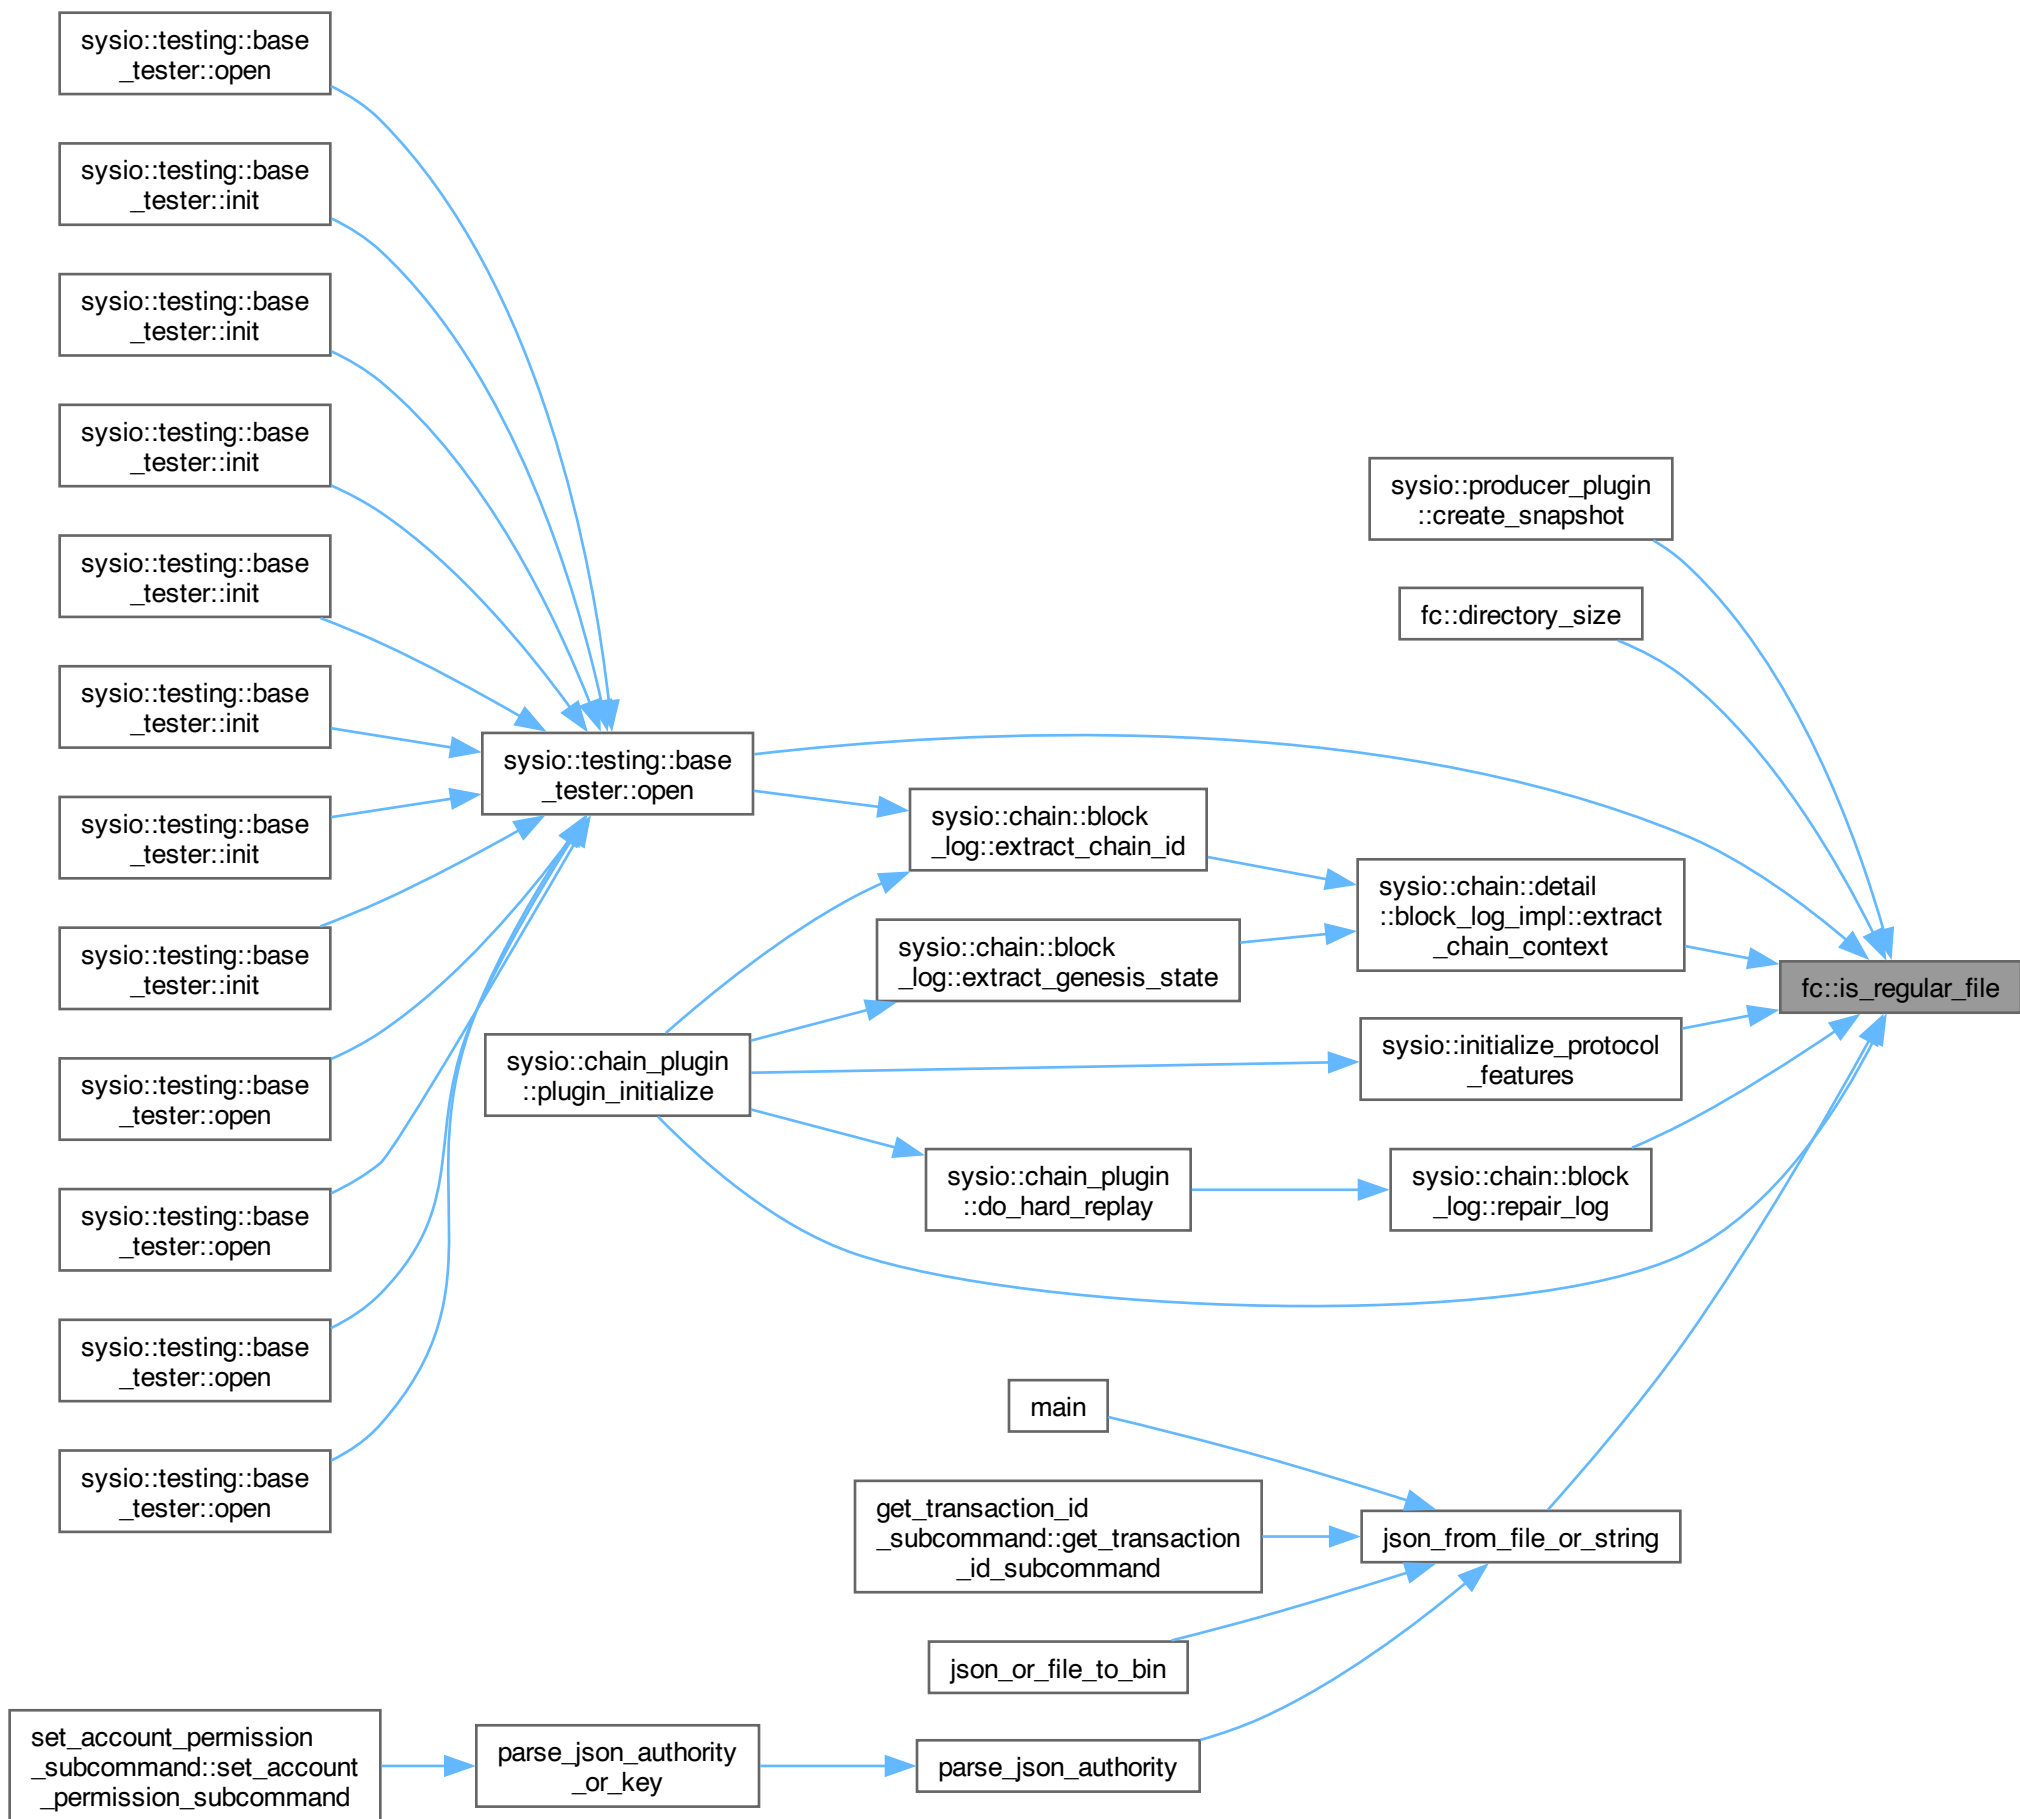 sysio::testing::base
_tester::open
sysio::testing::base
_tester::init
sysio::testing::base
_tester::init
sysio::testing::base
_tester::init
sysio::testing::base
_tester::init
sysio::testing::base
_tester::init
sysio::testing::base
_tester::init
sysio::testing::base
_tester::init
sysio::testing::base
_tester::open
sysio::testing::base
_tester::open
sysio::testing::base
_tester::open
sysio::testing::base
_tester::open
set_account_permission
_subcommand::set_account
_permission_subcommand
sysio::testing::base
_tester::open
sysio::chain_plugin
::plugin_initialize
parse_json_authority
_or_key
sysio::chain::block
_log::extract_chain_id
sysio::chain::block
_log::extract_genesis_state
sysio::chain_plugin
::do_hard_replay
main
get_transaction_id
_subcommand::get_transaction
_id_subcommand
json_or_file_to_bin
parse_json_authority
sysio::producer_plugin
::create_snapshot
fc::directory_size
sysio::chain::detail
::block_log_impl::extract
_chain_context
sysio::initialize_protocol
_features
sysio::chain::block
_log::repair_log
json_from_file_or_string
fc::is_regular_file